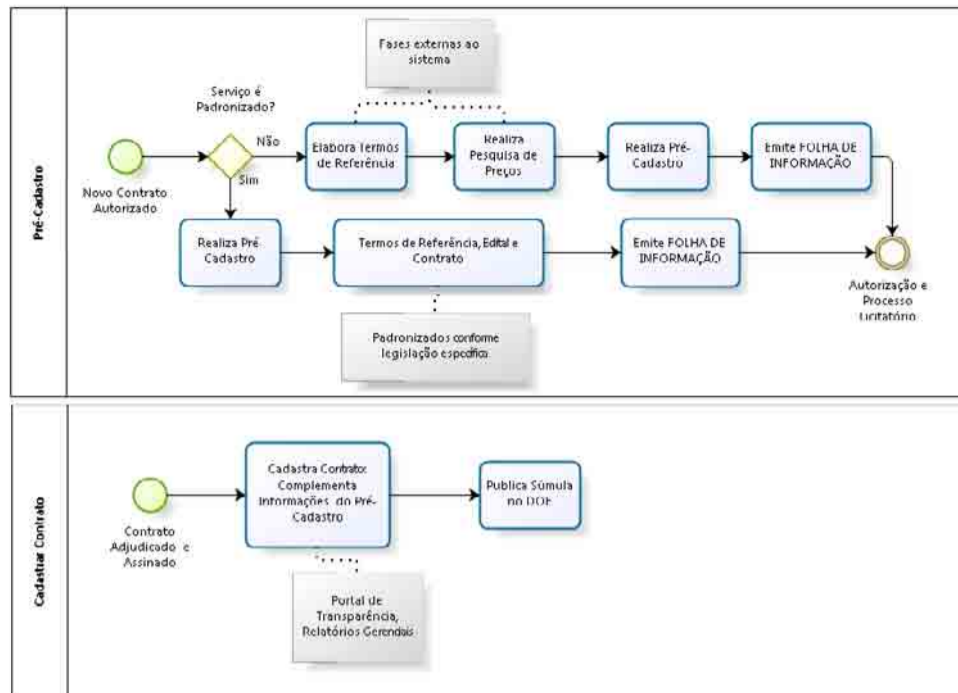 Pré-Cadastro
Fases externas ao
sistema
Serviço é
Padronizado?
Não
Sim
Novo Contrato
Autorizado
Elabora Termos
de Referência
Realiza
Pesquisa de
Preços
Realiza Pré-
Cadastro
Emite FOLHA DE
INFORMAÇÃO
Realiza Pré
Cadastro
Termos de Referência, Edital e
Contrato
Emite FOLHA DE
INFORMAÇÃO
Autorização e
Processo
Licitatório
Padronizados conforme
legislação específica
Cadastrar Contrato
Contrato
Adjudicado e
Assinado
Cadastra Contrato:
Complementa
Informações do Pré-
Cadastro
Publica Súmula
no DOE
Portal de
Transparência,
Relatórios Gerenciais